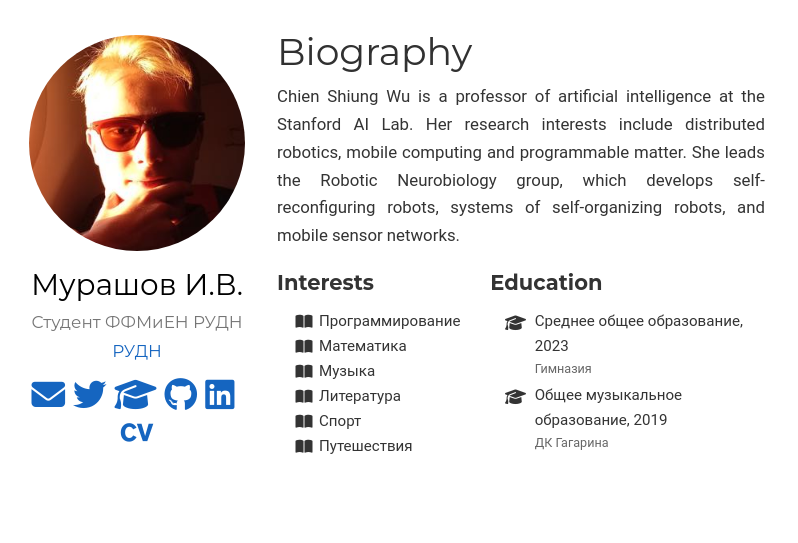 Мурашов И.В.
Студент ФФМиЕН РУДН
РУДН
CV
Biography
Chien Shiung Wu is a professor of artificial intelligence at the
Stanford AI Lab. Her research interests include distributed
robotics, mobile computing and programmable matter. She leads
the Robotic Neurobiology group, which develops self-
reconfiguring robots, systems of self-organizing robots, and
mobile sensor networks.
Interests
Программирование
Математика
Музыка
Литература
Спорт
Путешествия
Education
Среднее общее образование,
2023
Гимназия
Общее музыкальное
образование, 2019
ДК Гагарина